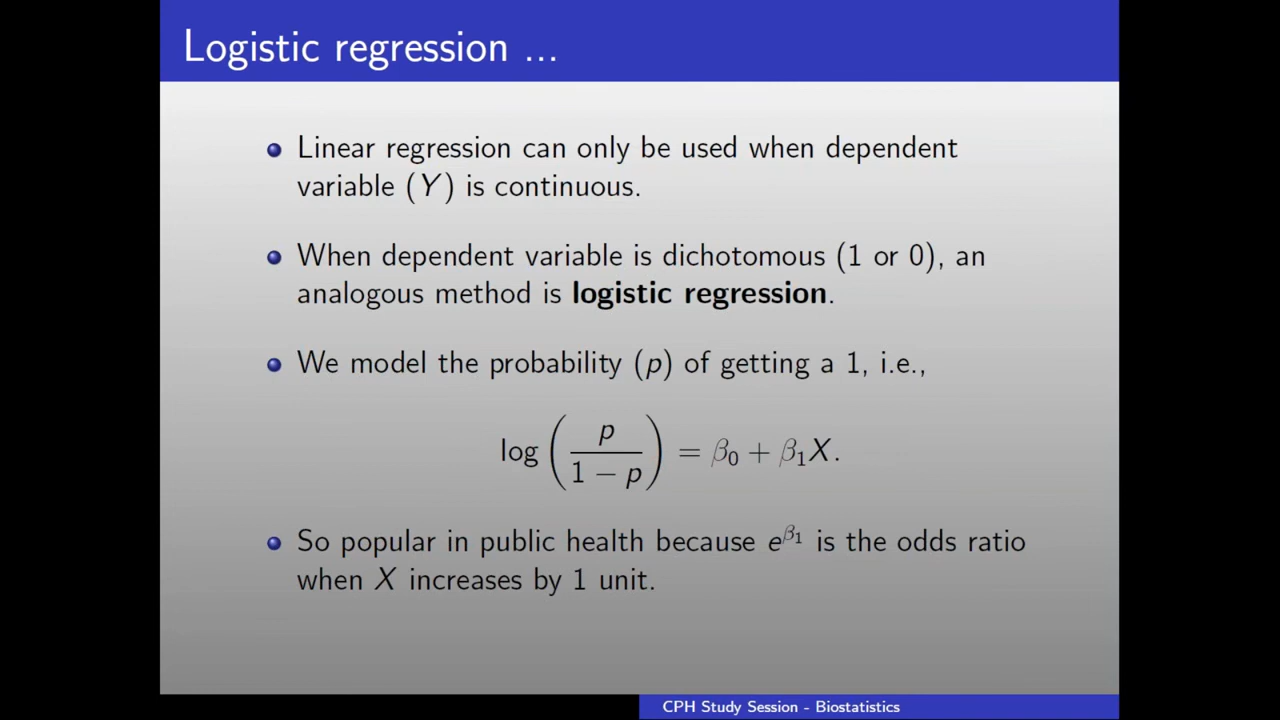 Logistic regression ...
Linear regression can only be used when dependent
variable (Y) is continuous.
When dependent variable is dichotomous (1 or 0), an
analogous method is logistic regression.
We model the probability (p) of getting a 1, i.e.,
log(p/(1 − p)) = β₀ + β₁X.
So popular in public health because e^β₁ is the odds ratio
when X increases by 1 unit.
CPH Study Session - Biostatistics